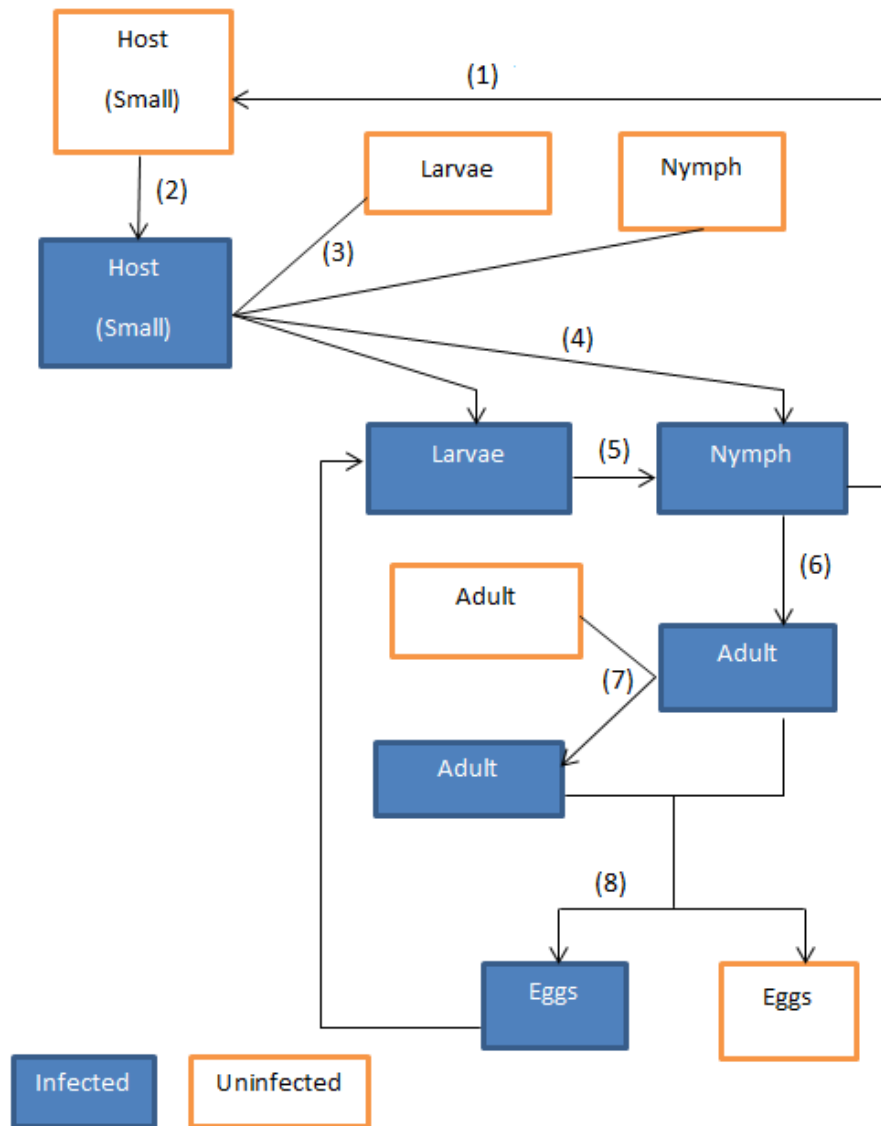 Host
(Small)
(1)
(2)
Larvae
Nymph
(3)
Host
(Small)
(4)
Larvae
(5)
Nymph
(6)
Adult
Adult
(7)
Adult
(8)
Eggs
Eggs
Infected
Uninfected